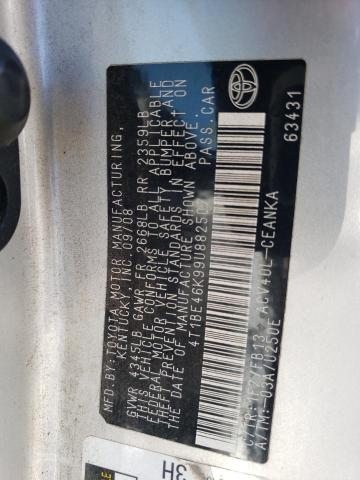 MFD. BY: TOYOTA MOTOR MANUFACTURING,
KENTUCKY, INC. 09/08
GVWR 4345LB GAWR FR 2668LB RR 2359LB
THIS VEHICLE CONFORMS TO ALL APPLICABLE
FEDERAL MOTOR VEHICLE SAFETY, BUMPER, AND
THEFT PREVENTION STANDARDS IN EFFECT ON
THE DATE OF MANUFACTURE SHOWN ABOVE.
PASS. CAR
C/TR: FB13
A/TM: -03A/U250E ACV40L-CEANKA
63431
3H